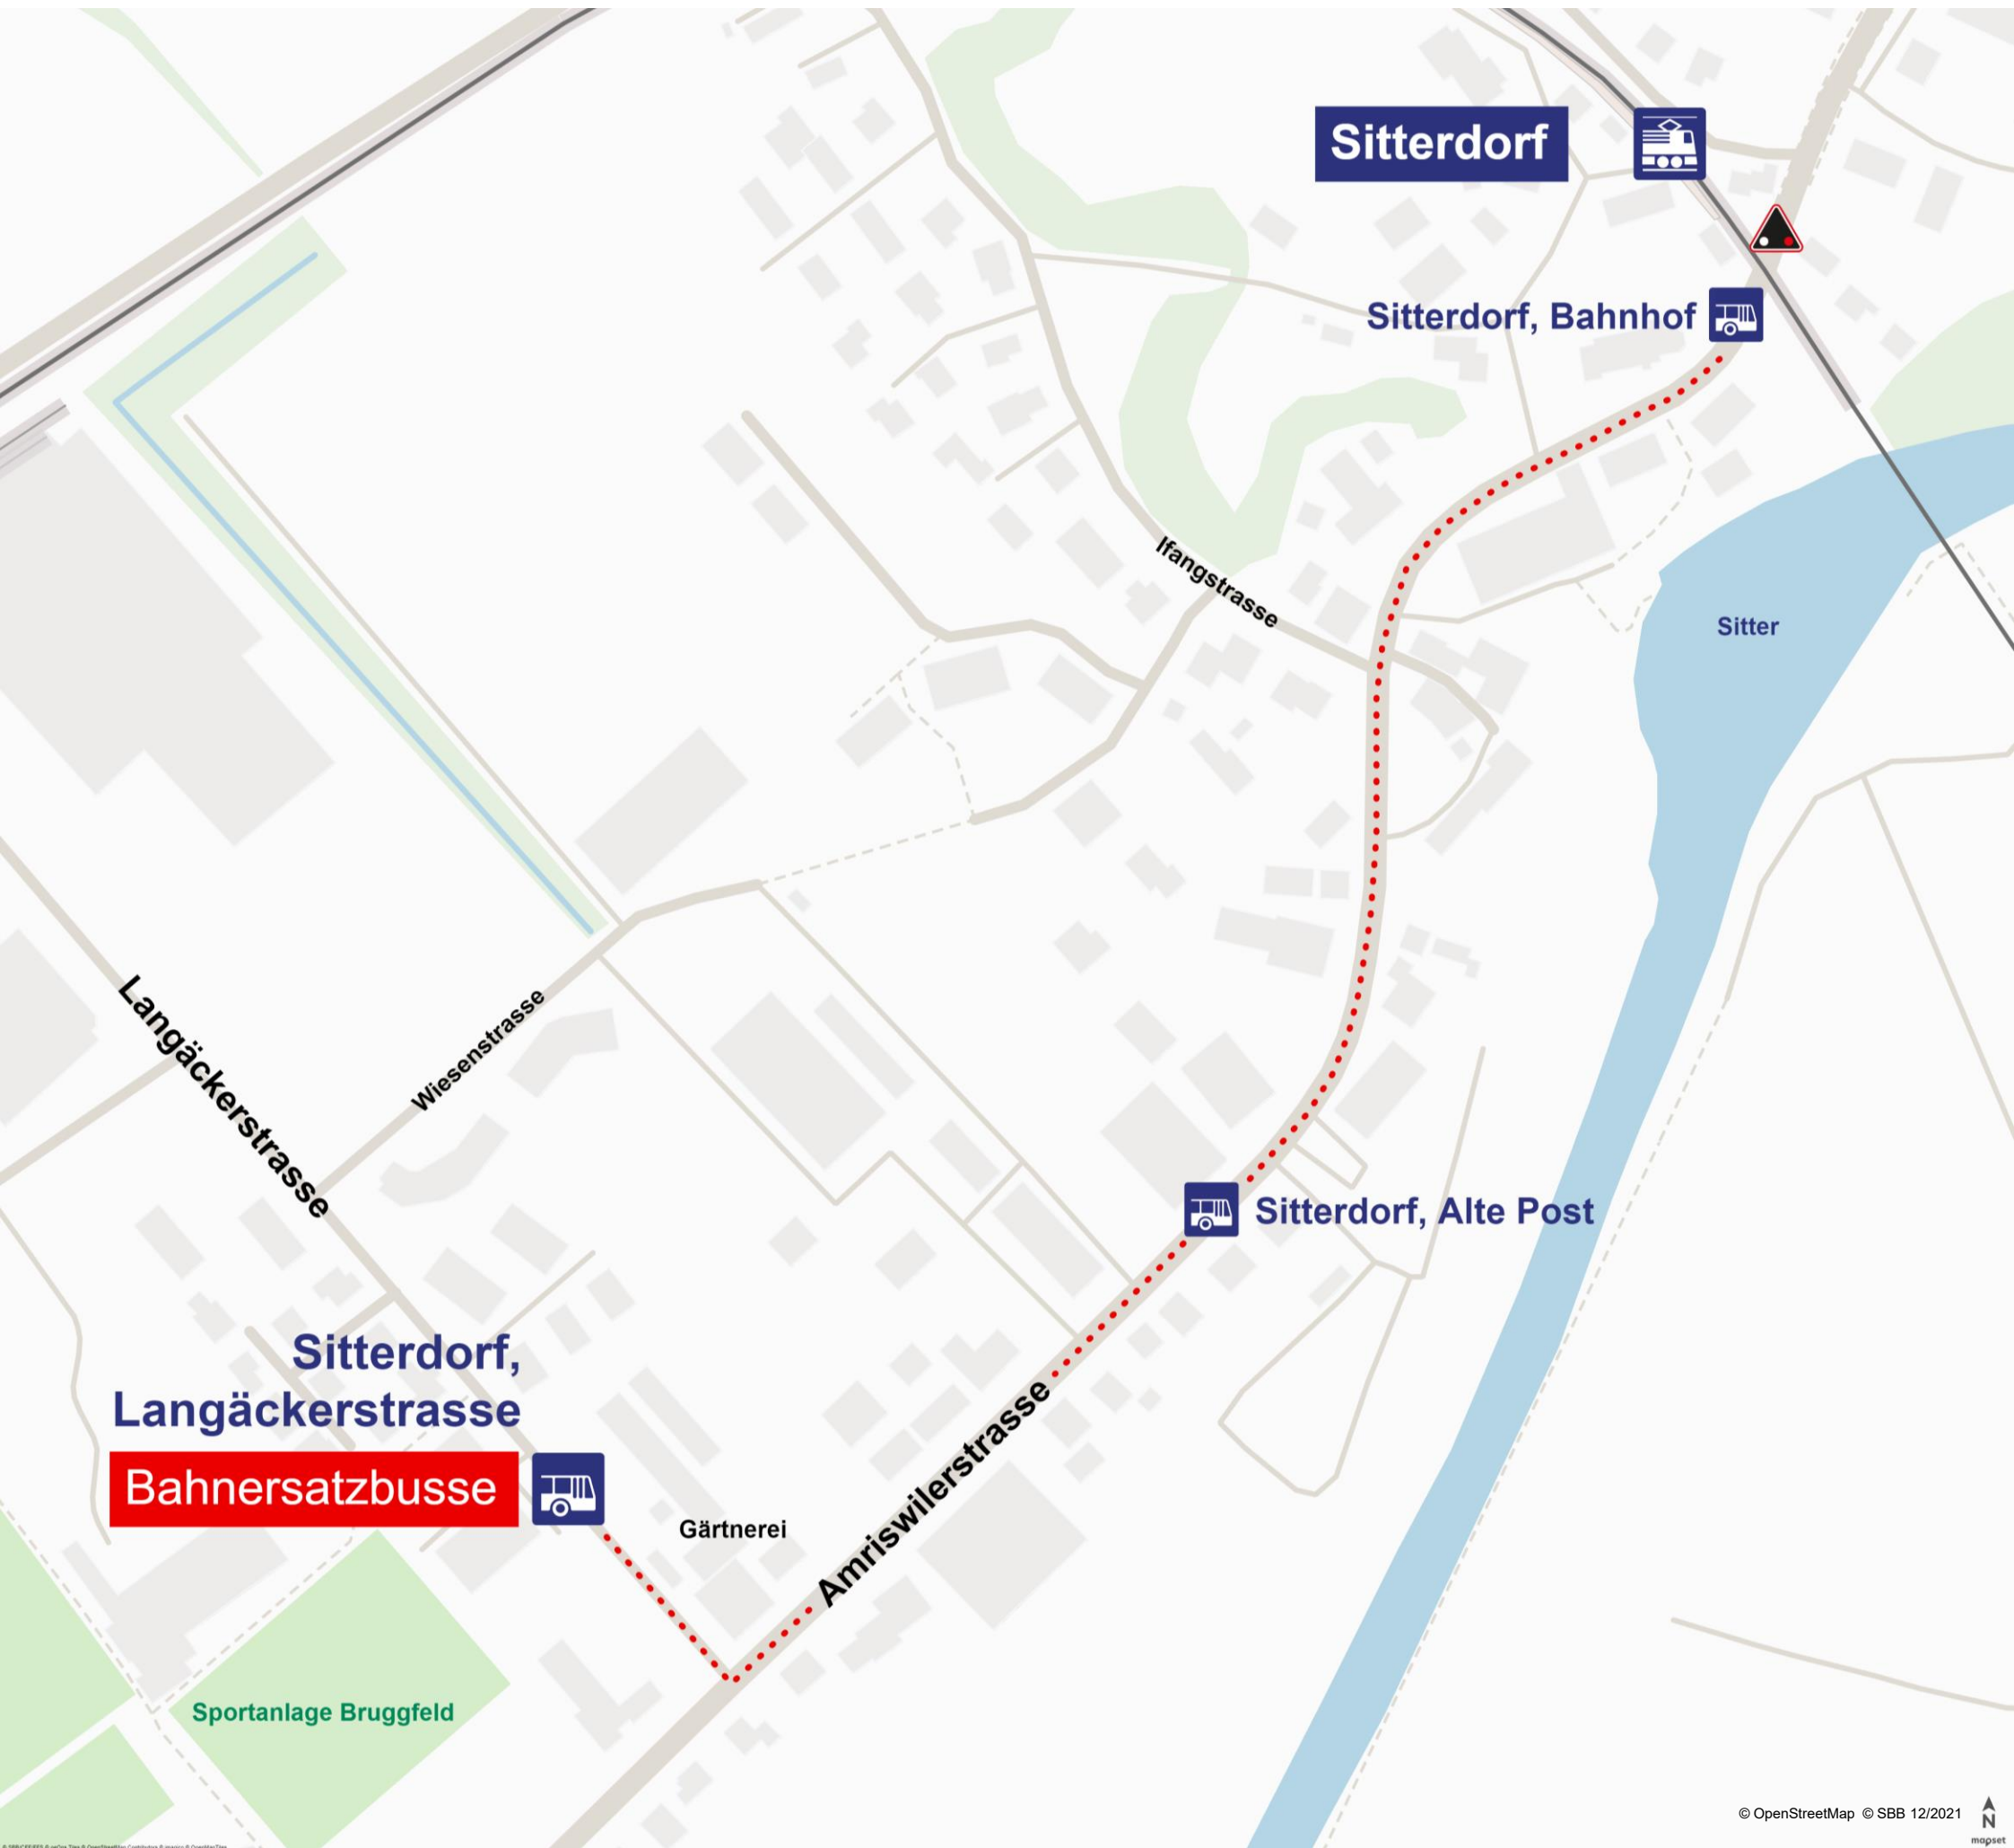 Sitterdorf
Sitterdorf, Bahnhof
Ifangstrasse
Sitter
Langäckerstrasse
Wiesenstrasse
Sitterdorf, Alte Post
Sitterdorf,
Langäckerstrasse
Bahnersatzbusse
Amriswilerstrasse
Gärtnerei
Sportanlage Bruggfeld
© OpenStreetMap © SBB 12/2021
N
mapset